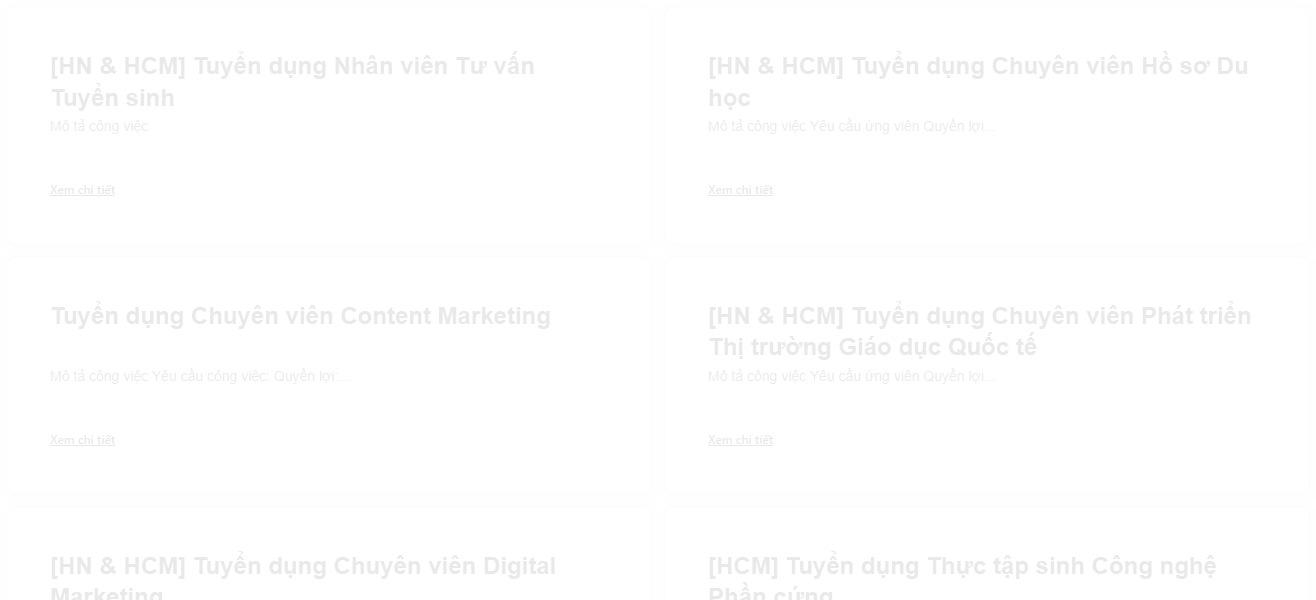 [HN & HCM] Tuyển dụng Nhân viên Tư vấn
Tuyển sinh
Mô tả công việc
Xem chi tiết
[HN & HCM] Tuyển dụng Chuyên viên Hồ sơ Du
học
Mô tả công việc Yêu cầu ứng viên Quyền lợi...
Xem chi tiết
Tuyển dụng Chuyên viên Content Marketing
Mô tả công việc Yêu cầu công việc: Quyền lợi:...
Xem chi tiết
[HN & HCM] Tuyển dụng Chuyên viên Phát triển
Thị trường Giáo dục Quốc tế
Mô tả công việc Yêu cầu ứng viên Quyền lợi...
Xem chi tiết
[HN & HCM] Tuyển dụng Chuyên viên Digital
Marketing
[HCM] Tuyển dụng Thực tập sinh Công nghệ
Phần cứng